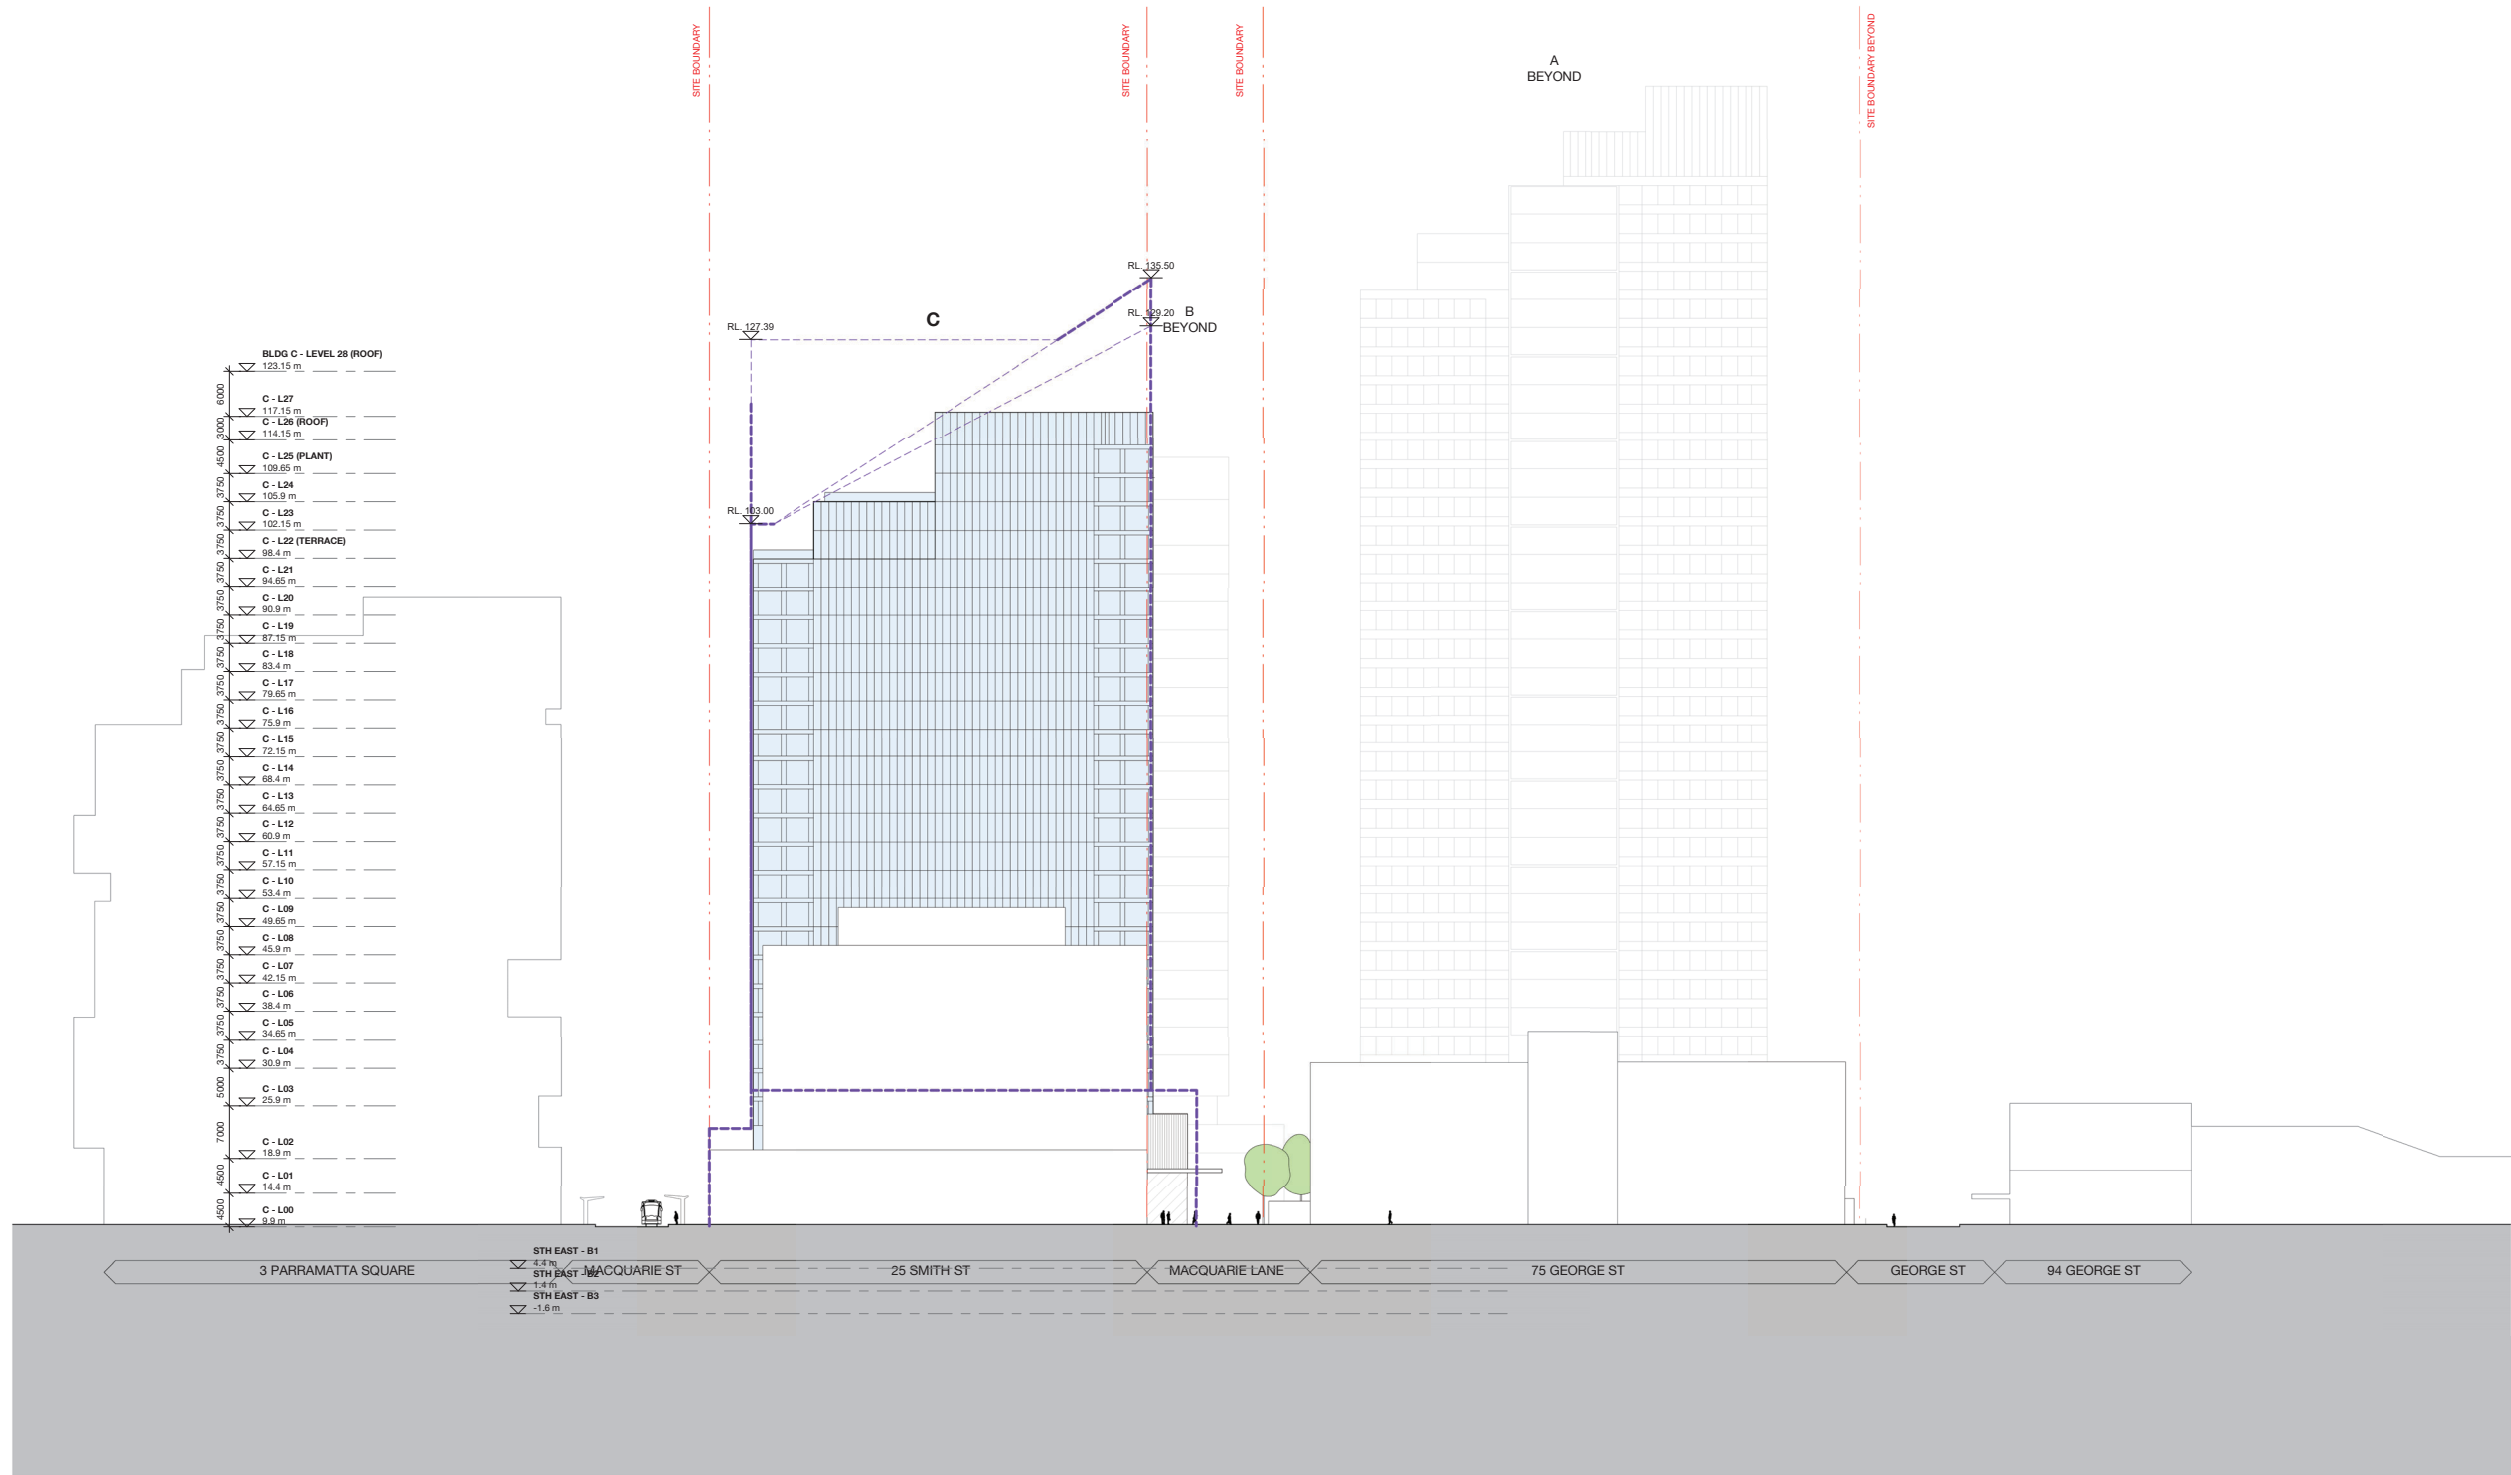 SITE BOUNDARY
SITE BOUNDARY
SITE BOUNDARY
SITE BOUNDARY BEYOND
A
BEYOND
RL. 135.50
RL. 129.20
B
BEYOND
C
RL. 127.39
RL. 103.00
BLDG C - LEVEL 28 (ROOF)
123.15 m
6000
C - L27
117.15 m
3000
C - L26 (ROOF)
114.15 m
4500
C - L25 (PLANT)
109.65 m
3750
C - L24
105.9 m
3750
C - L23
102.15 m
3750
C - L22 (TERRACE)
98.4 m
3750
C - L21
94.65 m
3750
C - L20
90.9 m
3750
C - L19
87.15 m
3750
C - L18
83.4 m
3750
C - L17
79.65 m
3750
C - L16
75.9 m
3750
C - L15
72.15 m
3750
C - L14
68.4 m
3750
C - L13
64.65 m
3750
C - L12
60.9 m
3750
C - L11
57.15 m
3750
C - L10
53.4 m
3750
C - L09
49.65 m
3750
C - L08
45.9 m
3750
C - L07
42.15 m
3750
C - L06
38.4 m
3750
C - L05
34.65 m
3750
C - L04
30.9 m
5000
C - L03
25.9 m
7000
C - L02
18.9 m
4500
C - L01
14.4 m
4500
C - L00
9.9 m
STH EAST - B1
4.4 m
STH EAST - B2
1.4 m
STH EAST - B3
-1.6 m
3 PARRAMATTA SQUARE
MACQUARIE ST
25 SMITH ST
MACQUARIE LANE
75 GEORGE ST
GEORGE ST
94 GEORGE ST